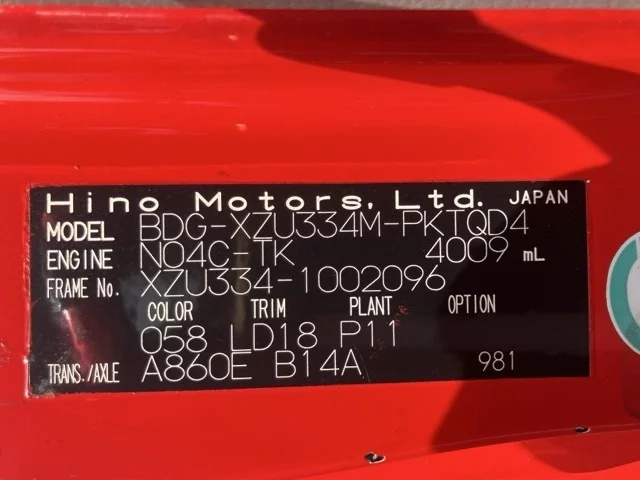 Hino Motors, Ltd. JAPAN
MODEL BDG-XZU334M-PKTQD4
ENGINE N04C-TK 4009 mL
FRAME No. XZU334-1002096
COLOR TRIM PLANT OPTION
058 LD18 P11
TRANS./AXLE A860E B14A 981